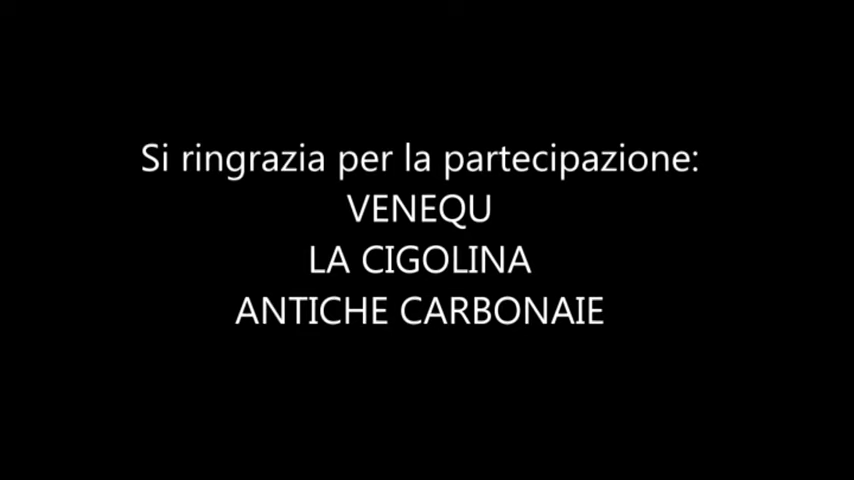 Si ringrazia per la partecipazione:
VENEQU
LA CIGOLINA
ANTICHE CARBONAIE